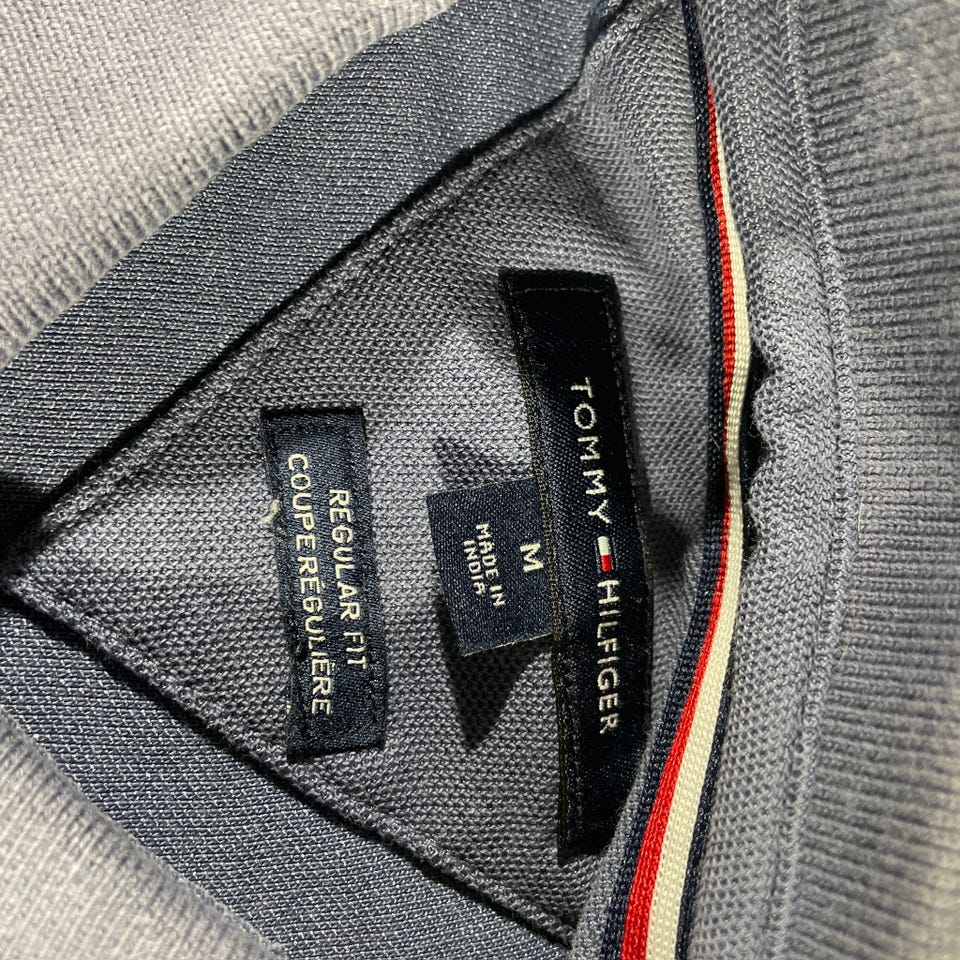 TOMMY HILFIGER
M
MADE IN
INDIA
REGULAR FIT
COUPE RÉGULIÈRE